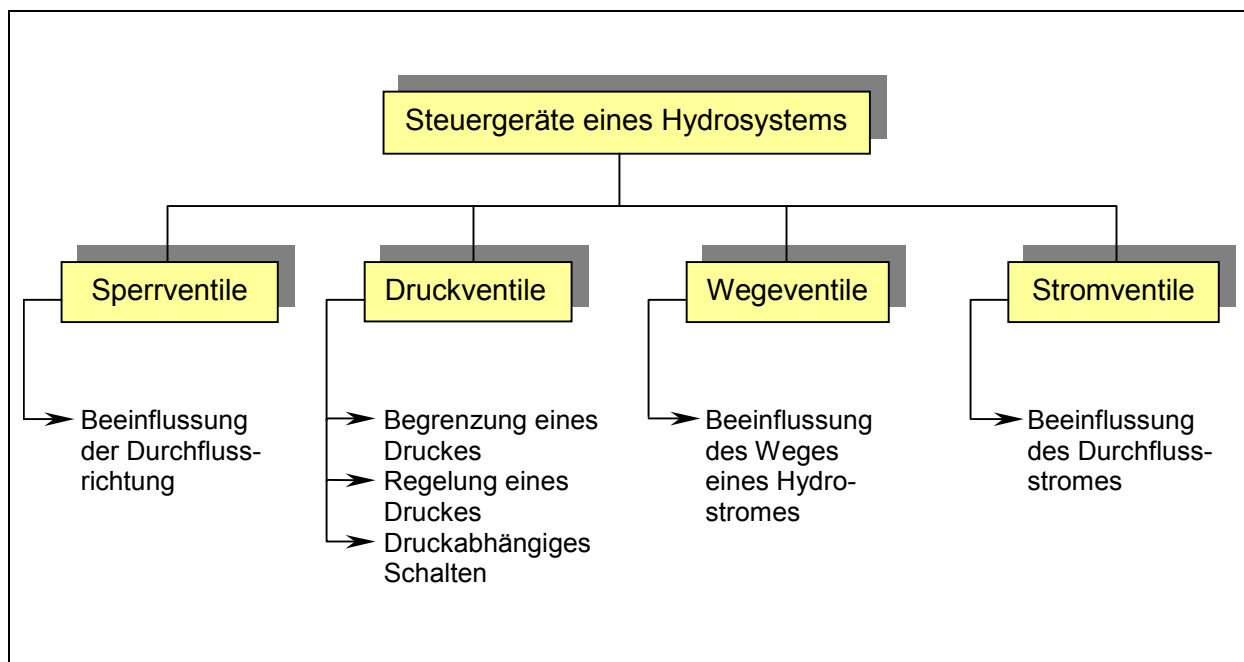 Steuergeräte eines Hydrosystems
Sperrventile
Druckventile
Wegeventile
Stromventile
Beeinflussung
der Durchfluss-
richtung
Begrenzung eines
Druckes
Regelung eines
Druckes
Druckabhängiges
Schalten
Beeinflussung
des Weges
eines Hydro-
stromes
Beeinflussung
des Durchfluss-
stromes